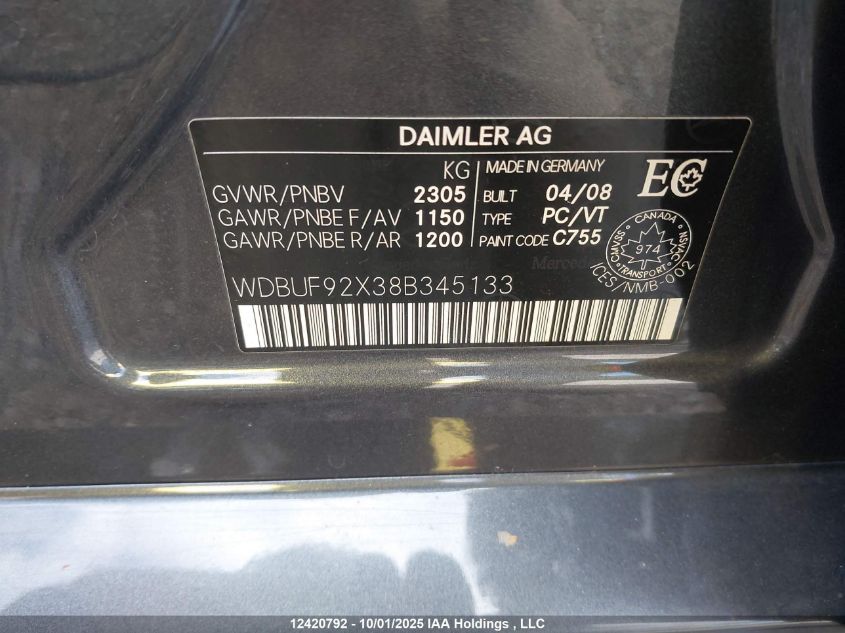 DAIMLER AG
KG
GVWR/PNBV 2305
GAWR/PNBE F/AV 1150
GAWR/PNBE R/AR 1200
MADE IN GERMANY
BUILT 04/08
TYPE PC/VT
PAINT CODE C755
EC
CANADA
CMVSS 974 NSVAC
TRANSPORT
ICES/NMB-002
WDBUF92X38B345133
12420792 - 10/01/2025 IAA Holdings , LLC